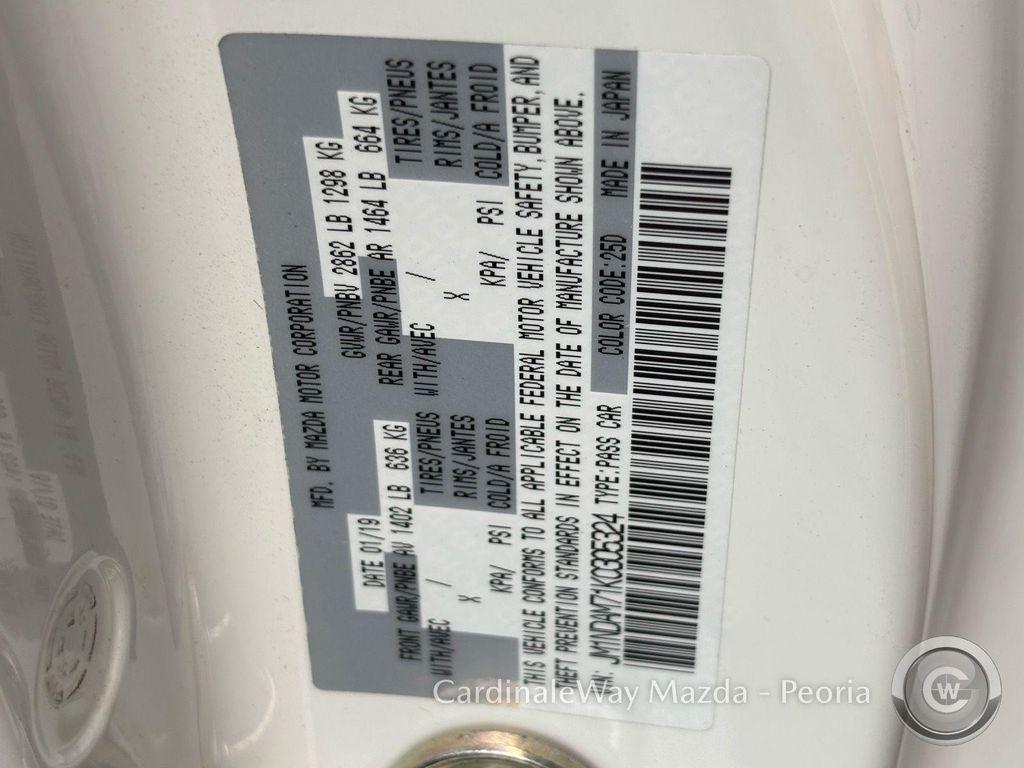 MFD. BY MAZDA MOTOR CORPORATION
DATE 01/19 GVWR/PNBV 2862 LB 1298 KG
FRONT GAWR/PNBE AV 1402 LB 636 KG REAR GAWR/PNBE AR 1464 LB 664 KG
WITH/AVEC / TIRES/PNEUS WITH/AVEC / TIRES/PNEUS
X RIMS/JANTES X RIMS/JANTES
KPA/ PSI COLD/A FROID KPA/ PSI COLD/A FROID
THIS VEHICLE CONFORMS TO ALL APPLICABLE FEDERAL MOTOR VEHICLE SAFETY, BUMPER, AND
THEFT PREVENTION STANDARDS IN EFFECT ON THE DATE OF MANUFACTURE SHOWN ABOVE.
JM1NDAM71K0305324 TYPE:PASS CAR COLOR CODE:25D MADE IN JAPAN
CardinaleWay Mazda - Peoria
CW